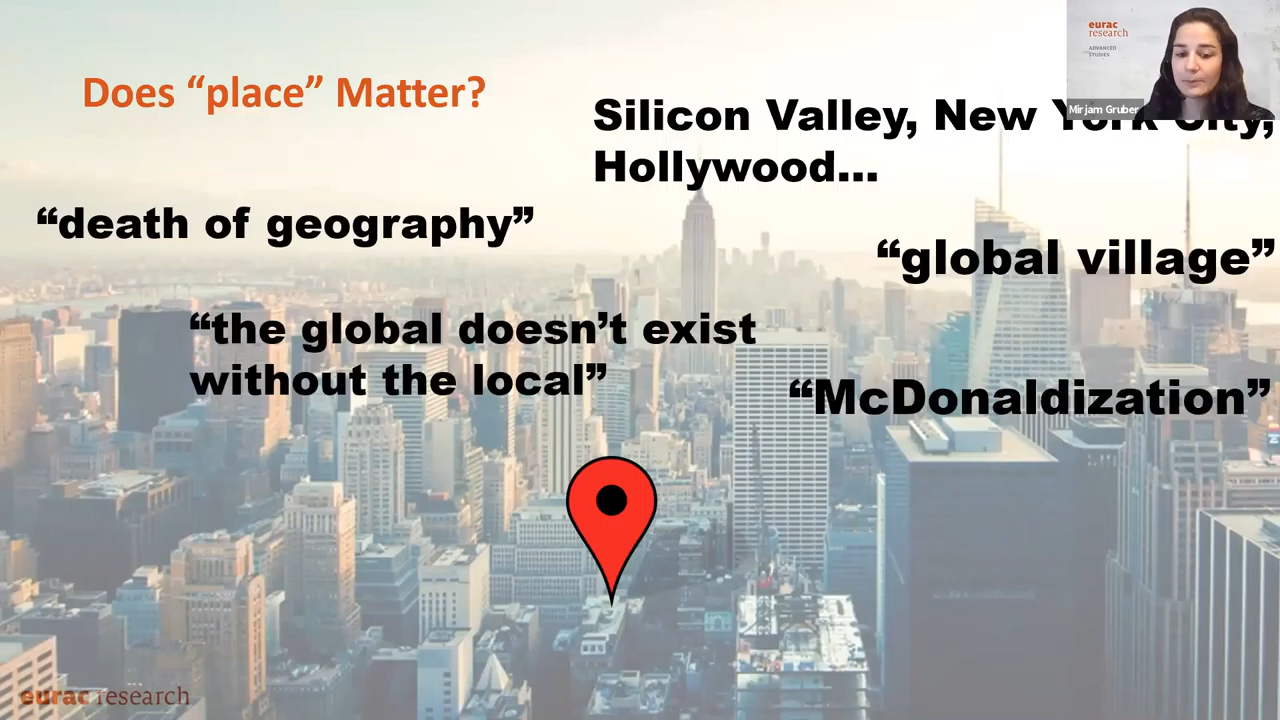 eurac
research
ADVANCED
STUDIES
Mirjam Gruber
Does “place” Matter?
Silicon Valley, New York City,
Hollywood...
“death of geography”
“global village”
“the global doesn’t exist
without the local”
“McDonaldization”
eurac research